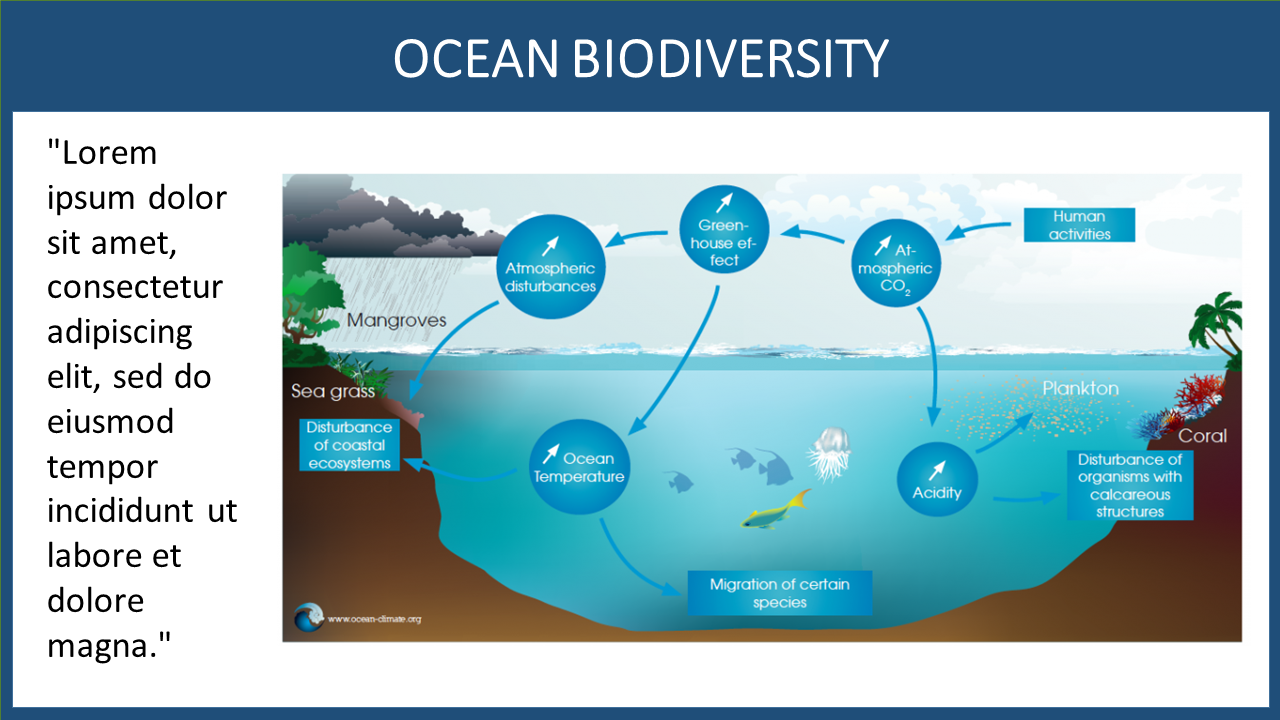 OCEAN BIODIVERSITY
"Lorem
ipsum dolor
sit amet,
consectetur
adipiscing
elit, sed do
eiusmod
tempor
incididunt ut
labore et
dolore
magna."
Human
activities
At-
mospheric
CO₂
Green-
house ef-
fect
Atmospheric
disturbances
Mangroves
Sea grass
Disturbance
of coastal
ecosystems
Ocean
Temperature
Migration of certain
species
Acidity
Plankton
Coral
Disturbance of
organisms with
calcareous
structures
www.ocean-climate.org